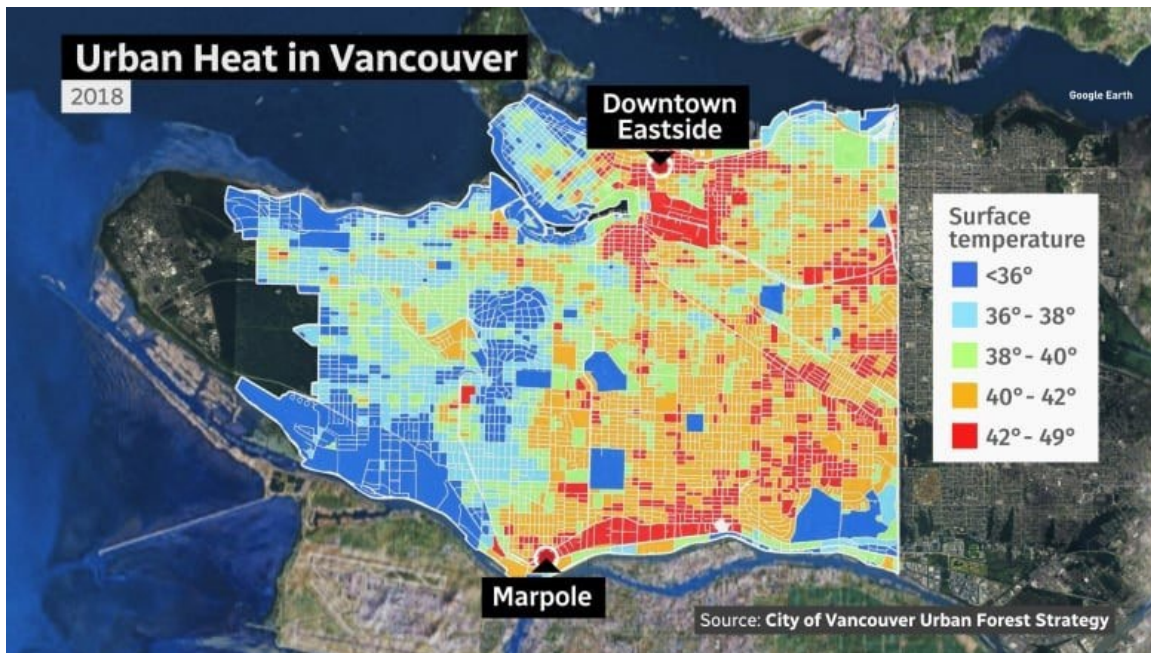 Urban Heat in Vancouver
2018
Google Earth
Downtown
Eastside
Surface
temperature
<36°
36°- 38°
38°- 40°
40°- 42°
42°- 49°
Marpole
Source: City of Vancouver Urban Forest Strategy